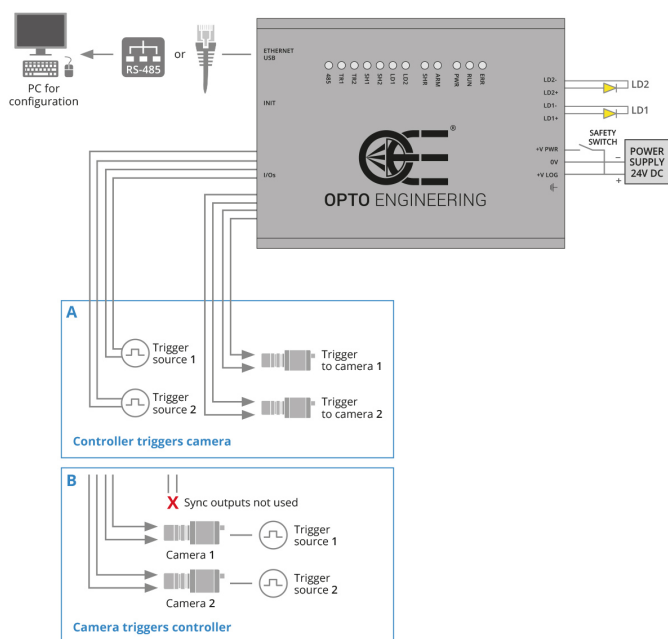 ETHERNET
USB
485
TR1
TR2
SH1
SH2
LD1
LD2
SHR
ARM
PWR
RUN
ERR
RS-485
or
PC for
configuration
INIT
I/Os
LD2-
LD2+
LD1-
LD1+
LD2
LD1
SAFETY
SWITCH
+V PWR
0V
+V LOG
–
+
POWER
SUPPLY
24V DC
®
OPTO ENGINEERING
A
Trigger
source 1
Trigger
to camera 1
Trigger
source 2
Trigger
to camera 2
Controller triggers camera
B
X Sync outputs not used
Trigger
source 1
Camera 1
Trigger
source 2
Camera 2
Camera triggers controller